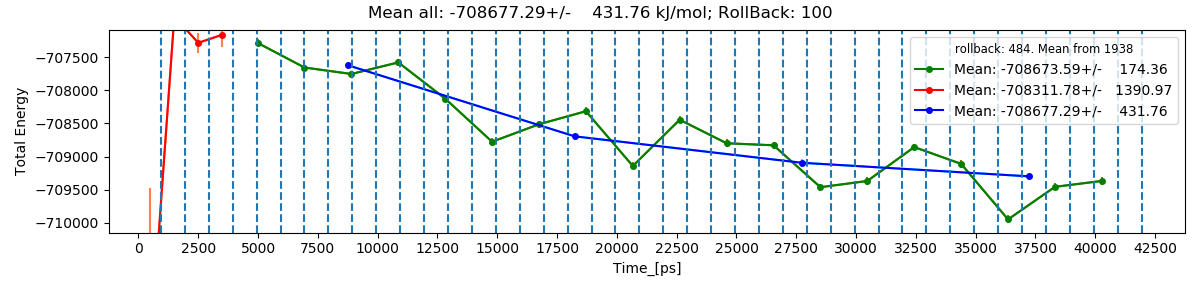 Mean all: -708677.29+/-    431.76 kJ/mol; RollBack: 100
rollback: 484. Mean from 1938
Mean: -708673.59+/-    174.36
Mean: -708311.78+/-   1390.97
Mean: -708677.29+/-    431.76
Total Energy
−707500
−708000
−708500
−709000
−709500
−710000
0 2500 5000 7500 10000 12500 15000 17500 20000 22500 25000 27500 30000 32500 35000 37500 40000 42500
Time_[ps]